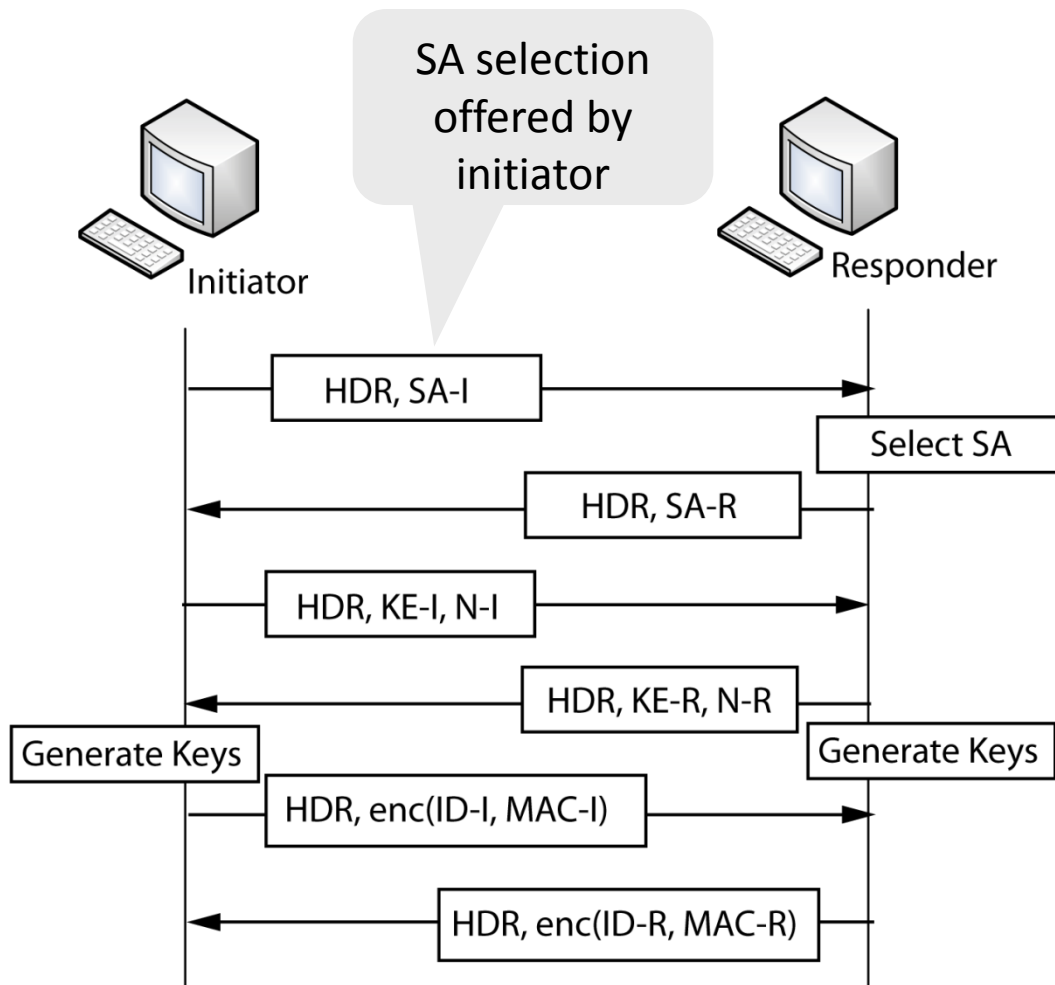 SA selection
offered by
initiator
Initiator
Responder
HDR, SA-I
Select SA
HDR, SA-R
HDR, KE-I, N-I
HDR, KE-R, N-R
Generate Keys
Generate Keys
HDR, enc(ID-I, MAC-I)
HDR, enc(ID-R, MAC-R)